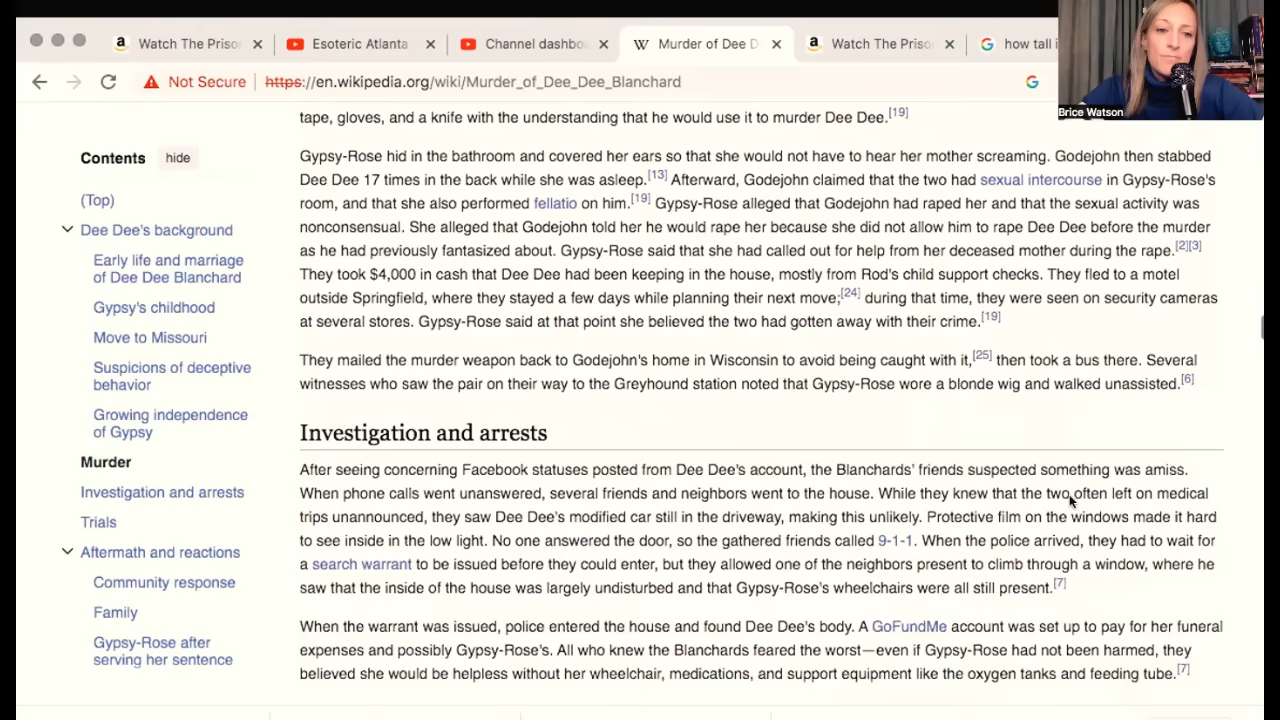 Watch The Priso
Esoteric Atlanta
Channel dashbo
W Murder of Dee D
Watch The Priso
how tall i
Not Secure https://en.wikipedia.org/wiki/Murder_of_Dee_Dee_Blanchard
Brice Watson
Contents hide
(Top)
Dee Dee's background
Early life and marriage
of Dee Dee Blanchard
Gypsy's childhood
Move to Missouri
Suspicions of deceptive
behavior
Growing independence
of Gypsy
Murder
Investigation and arrests
Trials
Aftermath and reactions
Community response
Family
Gypsy-Rose after
serving her sentence
tape, gloves, and a knife with the understanding that he would use it to murder Dee Dee.[19]
Gypsy-Rose hid in the bathroom and covered her ears so that she would not have to hear her mother screaming. Godejohn then stabbed
Dee Dee 17 times in the back while she was asleep.[13] Afterward, Godejohn claimed that the two had sexual intercourse in Gypsy-Rose's
room, and that she also performed fellatio on him.[19] Gypsy-Rose alleged that Godejohn had raped her and that the sexual activity was
nonconsensual. She alleged that Godejohn told her he would rape her because she did not allow him to rape Dee Dee before the murder
as he had previously fantasized about. Gypsy-Rose said that she had called out for help from her deceased mother during the rape.[2][3]
They took $4,000 in cash that Dee Dee had been keeping in the house, mostly from Rod's child support checks. They fled to a motel
outside Springfield, where they stayed a few days while planning their next move;[24] during that time, they were seen on security cameras
at several stores. Gypsy-Rose said at that point she believed the two had gotten away with their crime.[19]
They mailed the murder weapon back to Godejohn's home in Wisconsin to avoid being caught with it,[25] then took a bus there. Several
witnesses who saw the pair on their way to the Greyhound station noted that Gypsy-Rose wore a blonde wig and walked unassisted.[6]
Investigation and arrests
After seeing concerning Facebook statuses posted from Dee Dee's account, the Blanchards' friends suspected something was amiss.
When phone calls went unanswered, several friends and neighbors went to the house. While they knew that the two often left on medical
trips unannounced, they saw Dee Dee's modified car still in the driveway, making this unlikely. Protective film on the windows made it hard
to see inside in the low light. No one answered the door, so the gathered friends called 9-1-1. When the police arrived, they had to wait for
a search warrant to be issued before they could enter, but they allowed one of the neighbors present to climb through a window, where he
saw that the inside of the house was largely undisturbed and that Gypsy-Rose's wheelchairs were all still present.[7]
When the warrant was issued, police entered the house and found Dee Dee's body. A GoFundMe account was set up to pay for her funeral
expenses and possibly Gypsy-Rose's. All who knew the Blanchards feared the worst—even if Gypsy-Rose had not been harmed, they
believed she would be helpless without her wheelchair, medications, and support equipment like the oxygen tanks and feeding tube.[7]